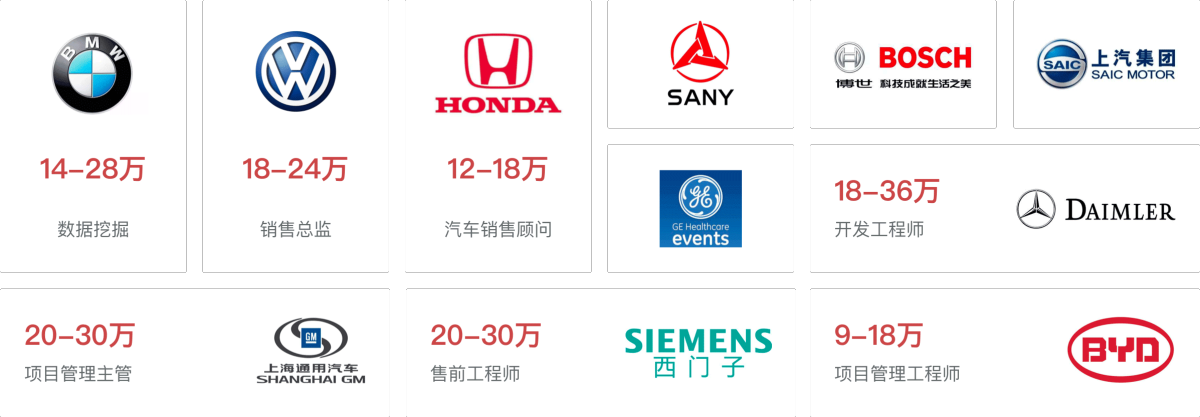 BMW
14-28万
数据挖掘
VW
18-24万
销售总监
HONDA
12-18万
汽车销售顾问
SANY
BOSCH
博世 科技成就生活之美
SAIC
上汽集团
SAIC MOTOR
GE
GE Healthcare
events
18-36万
开发工程师
DAIMLER
20-30万
项目管理主管
GM
上海通用汽车
SHANGHAI GM
20-30万
售前工程师
SIEMENS
西门子
9-18万
项目管理工程师
BYD